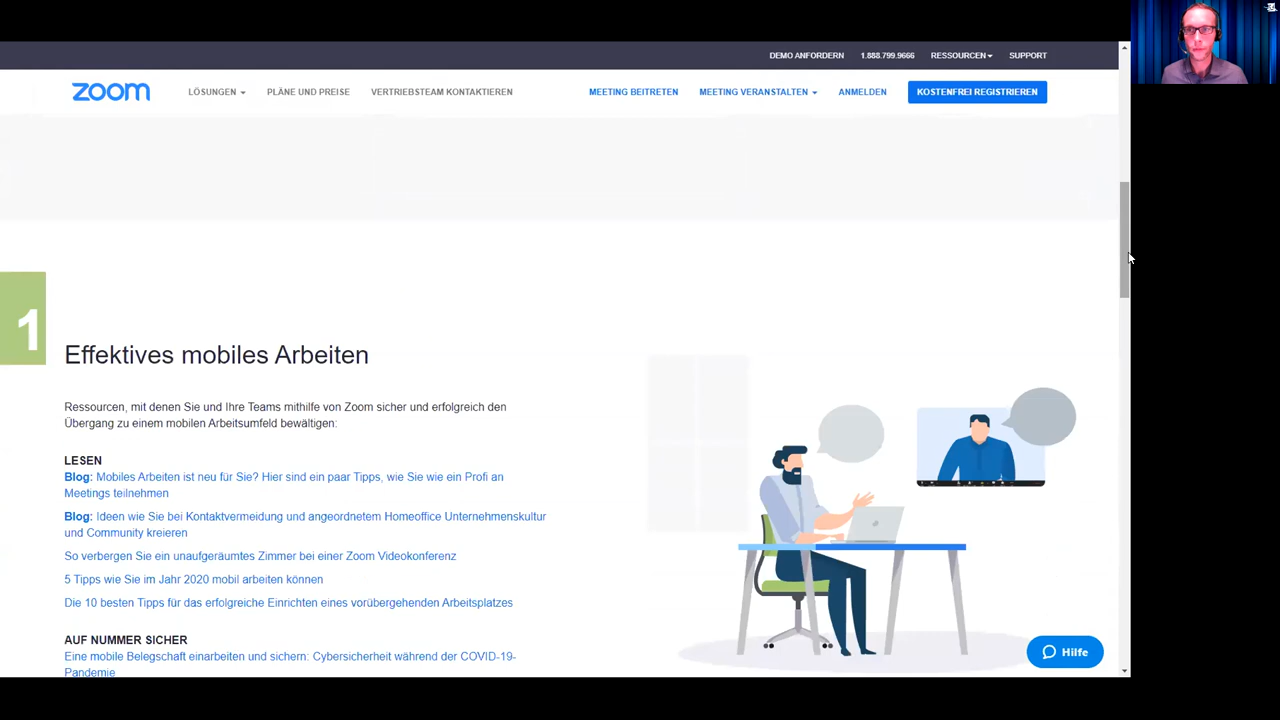 DEMO ANFORDERN 1.888.799.9666 RESSOURCEN SUPPORT
zoom LÖSUNGEN PLÄNE UND PREISE VERTRIEBSTEAM KONTAKTIEREN MEETING BEITRETEN MEETING VERANSTALTEN ANMELDEN KOSTENFREI REGISTRIEREN
1
Effektives mobiles Arbeiten
Ressourcen, mit denen Sie und Ihre Teams mithilfe von Zoom sicher und erfolgreich den
Übergang zu einem mobilen Arbeitsumfeld bewältigen:
LESEN
Blog: Mobiles Arbeiten ist neu für Sie? Hier sind ein paar Tipps, wie Sie wie ein Profi an
Meetings teilnehmen
Blog: Ideen wie Sie bei Kontaktvermeidung und angeordnetem Homeoffice Unternehmenskultur
und Community kreieren
So verbergen Sie ein unaufgeräumtes Zimmer bei einer Zoom Videokonferenz
5 Tipps wie Sie im Jahr 2020 mobil arbeiten können
Die 10 besten Tipps für das erfolgreiche Einrichten eines vorübergehenden Arbeitsplatzes
AUF NUMMER SICHER
Eine mobile Belegschaft einarbeiten und sichern: Cybersicherheit während der COVID-19-
Pandemie
Hilfe